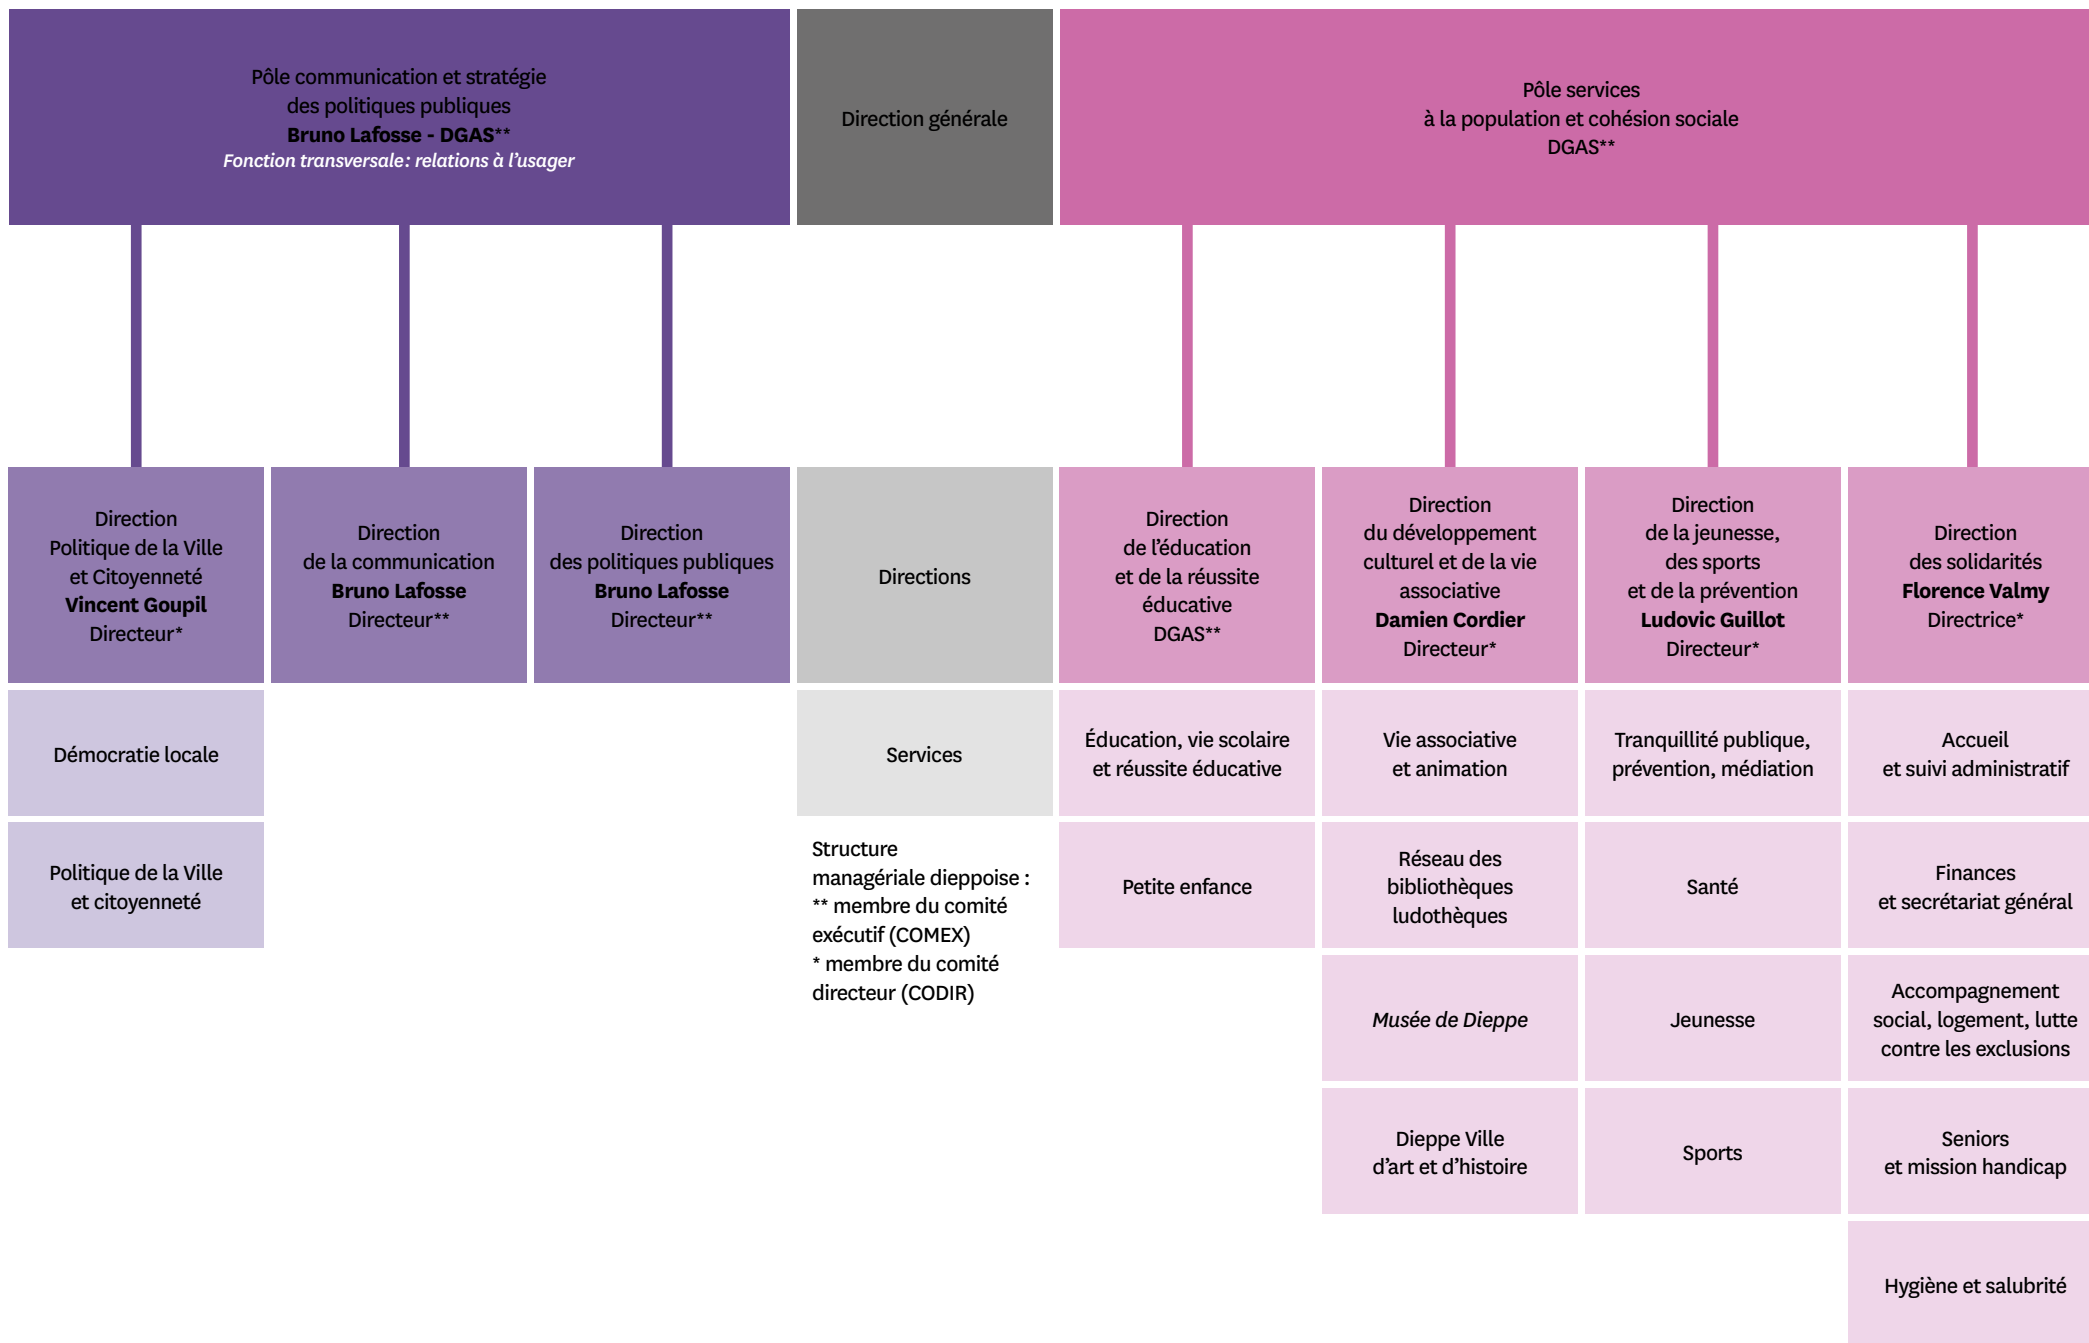 Pôle communication et stratégie
des politiques publiques
Bruno Lafosse - DGAS**
Fonction transversale : relations à l’usager
Direction générale
Pôle services
à la population et cohésion sociale
DGAS**
Direction
Politique de la Ville
et Citoyenneté
Vincent Goupil
Directeur*
Direction
de la communication
Bruno Lafosse
Directeur**
Direction
des politiques publiques
Bruno Lafosse
Directeur**
Directions
Direction
de l’éducation
et de la réussite
éducative
DGAS**
Direction
du développement
culturel et de la vie
associative
Damien Cordier
Directeur*
Direction
de la jeunesse,
des sports
et de la prévention
Ludovic Guillot
Directeur*
Direction
des solidarités
Florence Valmy
Directrice*
Démocratie locale
Services
Éducation, vie scolaire
et réussite éducative
Vie associative
et animation
Tranquillité publique,
prévention, médiation
Accueil
et suivi administratif
Politique de la Ville
et citoyenneté
Structure
managériale dieppoise :
** membre du comité
exécutif (COMEX)
* membre du comité
directeur (CODIR)
Petite enfance
Réseau des
bibliothèques
ludothèques
Santé
Finances
et secrétariat général
Musée de Dieppe
Jeunesse
Accompagnement
social, logement, lutte
contre les exclusions
Dieppe Ville
d’art et d’histoire
Sports
Seniors
et mission handicap
Hygiène et salubrité